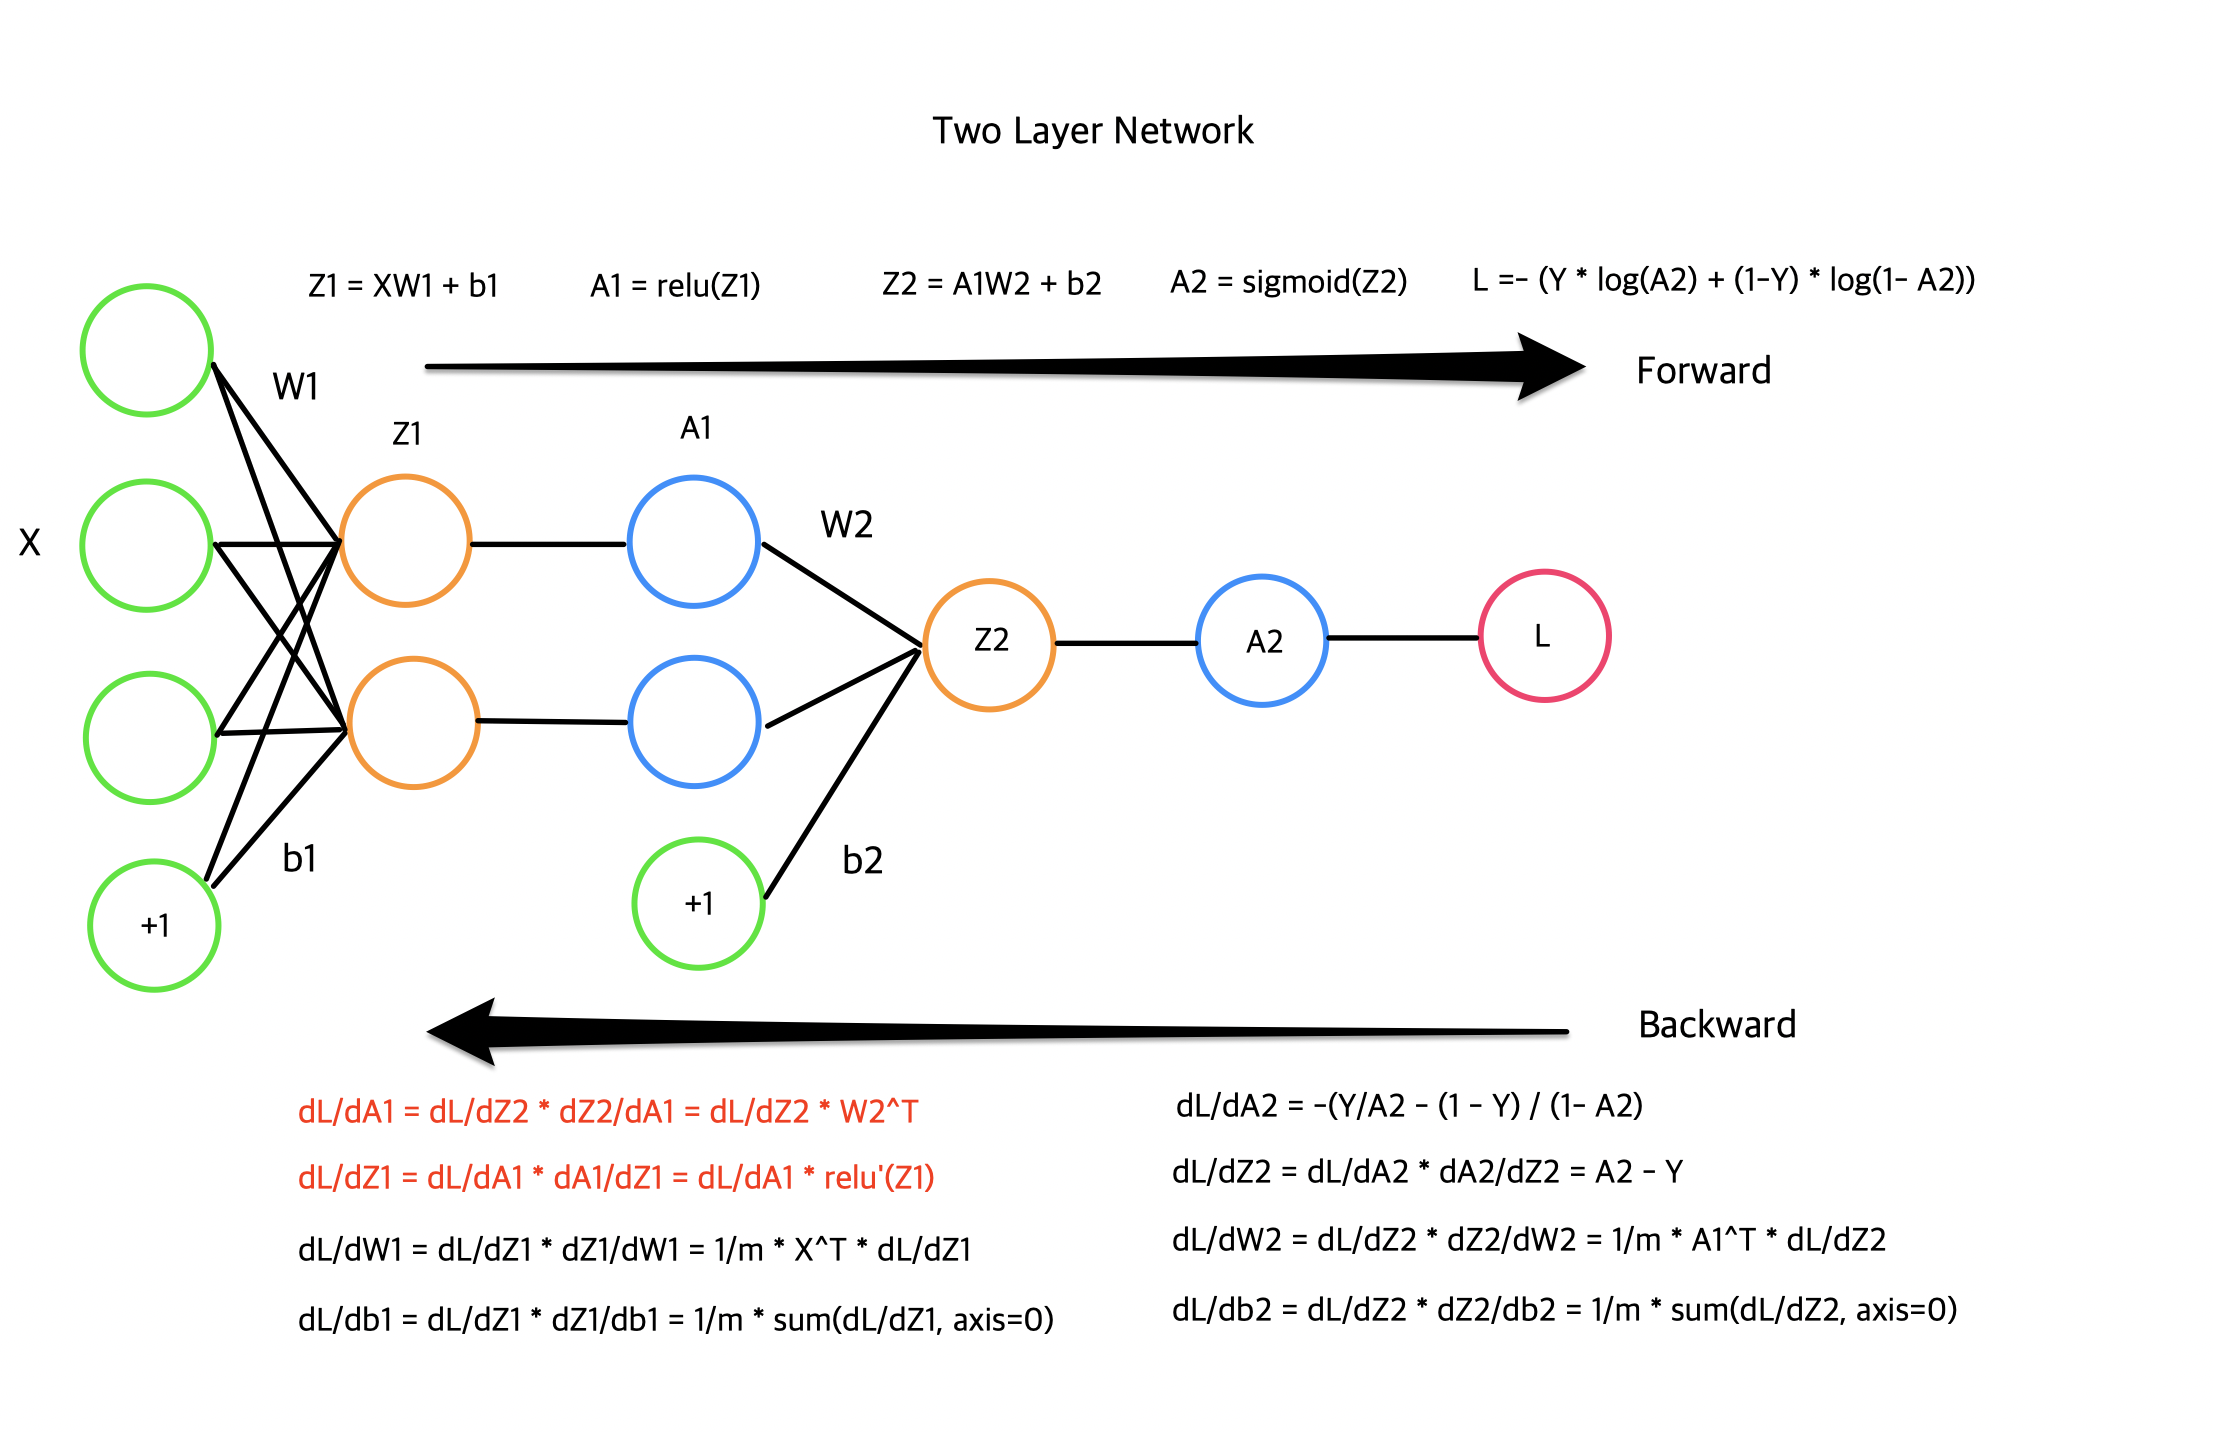 Two Layer Network
Z1 = XW1 + b1
A1 = relu(Z1)
Z2 = A1W2 + b2
A2 = sigmoid(Z2)
L =- (Y * log(A2) + (1-Y) * log(1- A2))
Forward
W1
Z1
A1
W2
X
Z2
A2
L
b1
b2
+1
+1
Backward
dL/dA1 = dL/dZ2 * dZ2/dA1 = dL/dZ2 * W2^T
dL/dZ1 = dL/dA1 * dA1/dZ1 = dL/dA1 * relu'(Z1)
dL/dW1 = dL/dZ1 * dZ1/dW1 = 1/m * X^T * dL/dZ1
dL/db1 = dL/dZ1 * dZ1/db1 = 1/m * sum(dL/dZ1, axis=0)
dL/dA2 = -(Y/A2 - (1 - Y) / (1- A2)
dL/dZ2 = dL/dA2 * dA2/dZ2 = A2 - Y
dL/dW2 = dL/dZ2 * dZ2/dW2 = 1/m * A1^T * dL/dZ2
dL/db2 = dL/dZ2 * dZ2/db2 = 1/m * sum(dL/dZ2, axis=0)